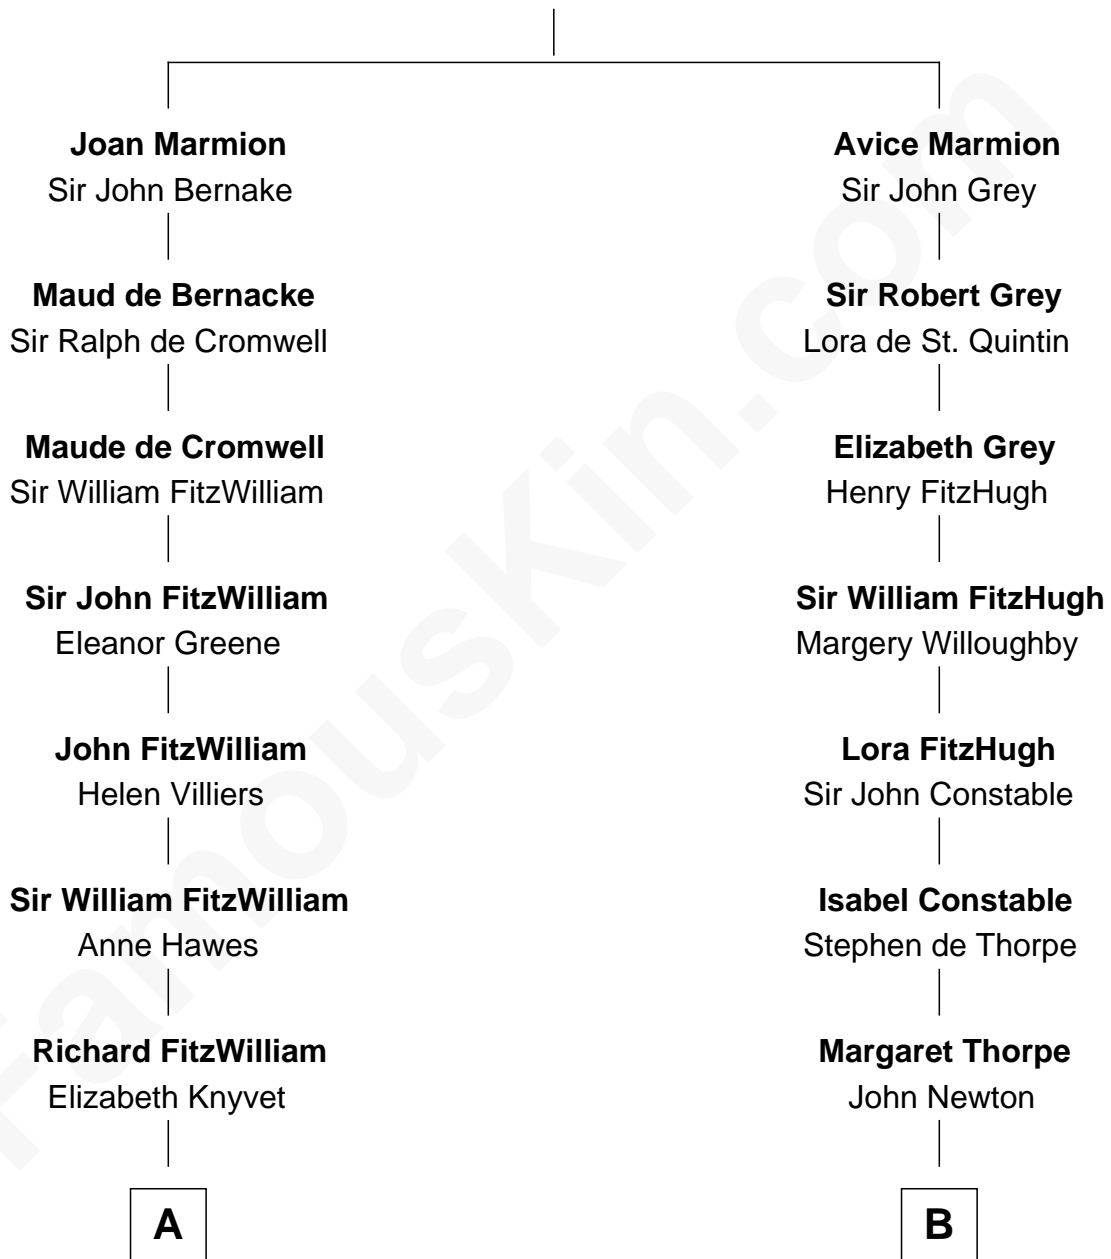 Joan Marmion
Sir John Bernake
Maud de Bernacke
Sir Ralph de Cromwell
Maude de Cromwell
Sir William FitzWilliam
Sir John FitzWilliam
Eleanor Greene
John FitzWilliam
Helen Villiers
Sir William FitzWilliam
Anne Hawes
Richard FitzWilliam
Elizabeth Knyvet
A
Avice Marmion
Sir John Grey
Sir Robert Grey
Lora de St. Quintin
Elizabeth Grey
Henry FitzHugh
Sir William FitzHugh
Margery Willoughby
Lora FitzHugh
Sir John Constable
Isabel Constable
Stephen de Thorpe
Margaret Thorpe
John Newton
B
FamousKin.com